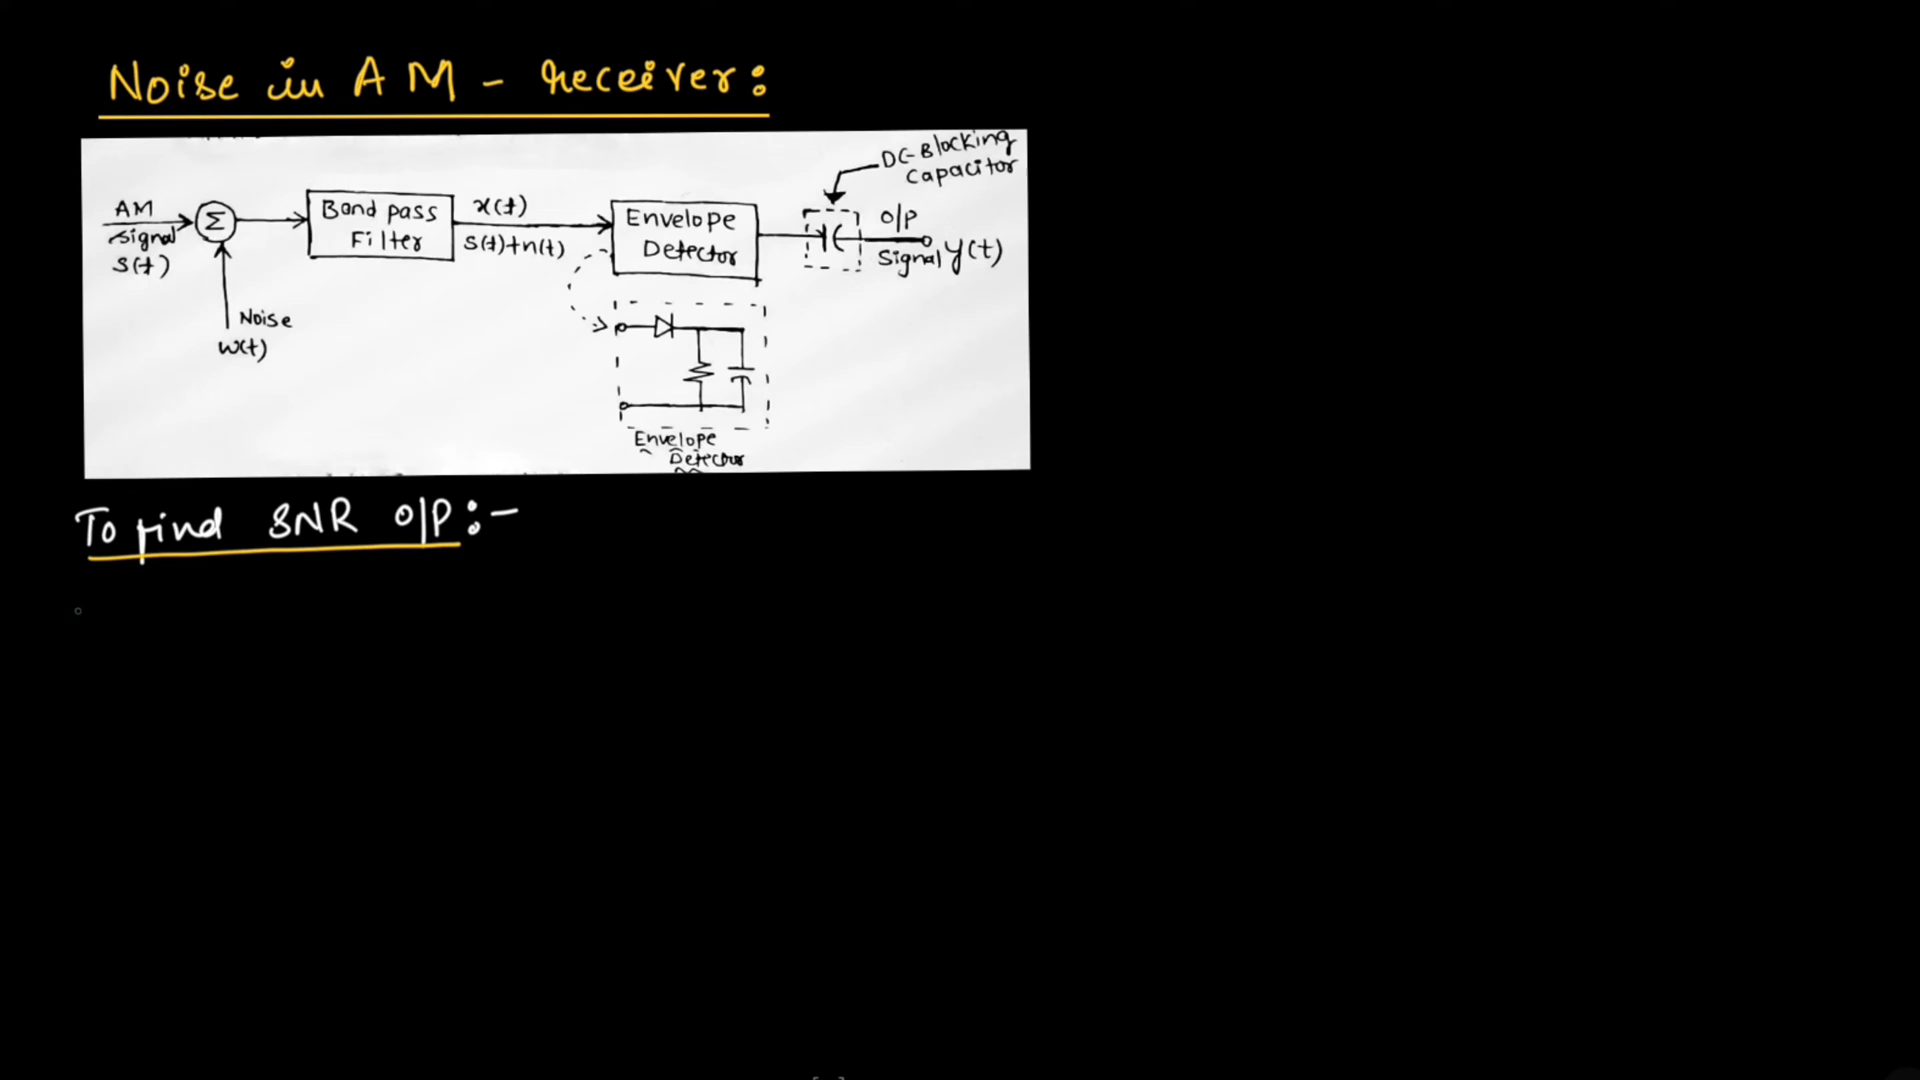 Noise in AM - receiver:
DC-Blocking
Capacitor
AM
signal
s(t)
Σ
Noise
w(t)
Band pass
Filter
x(t)
s(t)+n(t)
Envelope
Detector
O/P
Signal y(t)
Envelope
Detector
To find SNR O/P:-